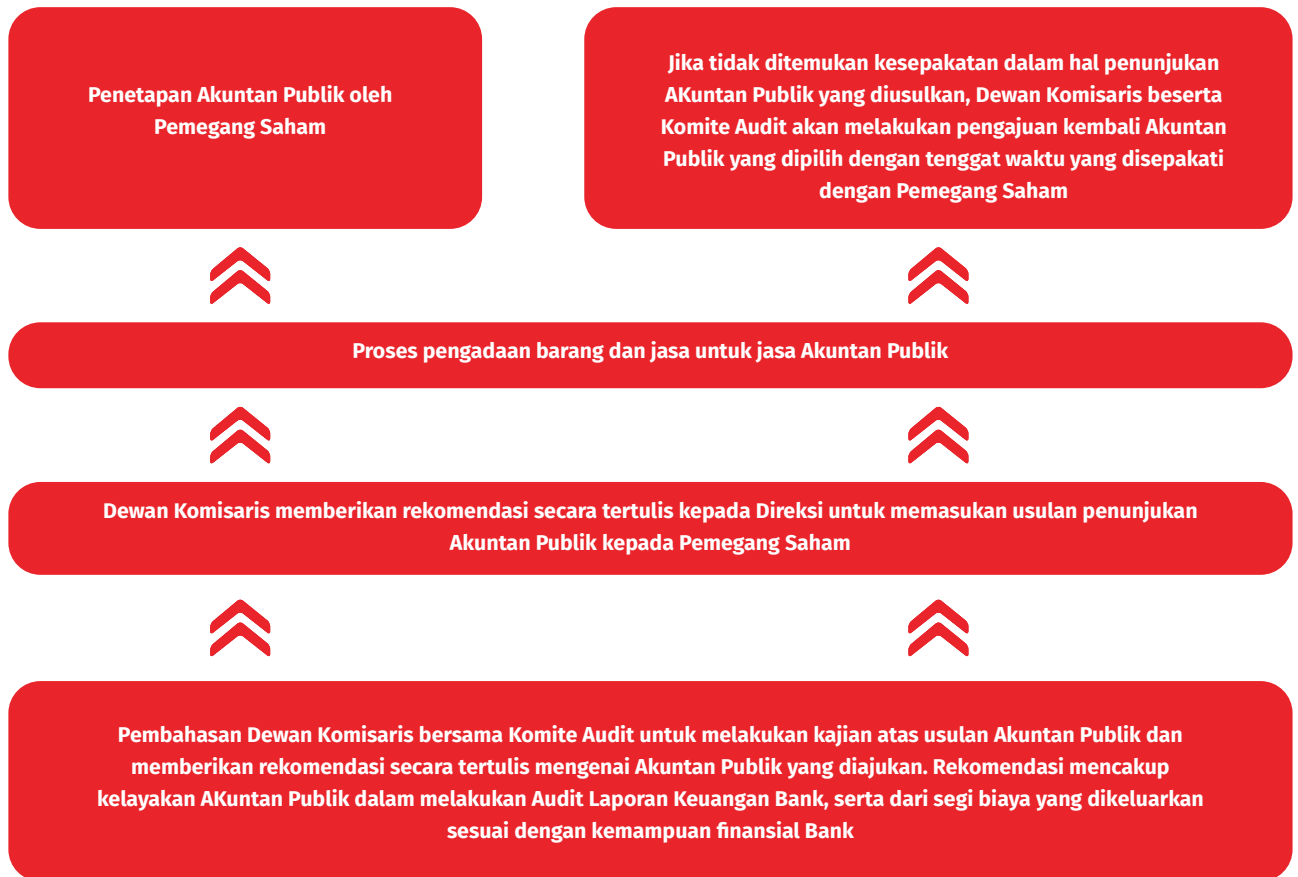 Penetapan Akuntan Publik oleh
Pemegang Saham
Jika tidak ditemukan kesepakatan dalam hal penunjukan
AKuntan Publik yang diusulkan, Dewan Komisaris beserta
Komite Audit akan melakukan pengajuan kembali Akuntan
Publik yang dipilih dengan tenggat waktu yang disepakati
dengan Pemegang Saham
Proses pengadaan barang dan jasa untuk jasa Akuntan Publik
Dewan Komisaris memberikan rekomendasi secara tertulis kepada Direksi untuk memasukan usulan penunjukan
Akuntan Publik kepada Pemegang Saham
Pembahasan Dewan Komisaris bersama Komite Audit untuk melakukan kajian atas usulan Akuntan Publik dan
memberikan rekomendasi secara tertulis mengenai Akuntan Publik yang diajukan. Rekomendasi mencakup
kelayakan AKuntan Publik dalam melakukan Audit Laporan Keuangan Bank, serta dari segi biaya yang dikeluarkan
sesuai dengan kemampuan finansial Bank